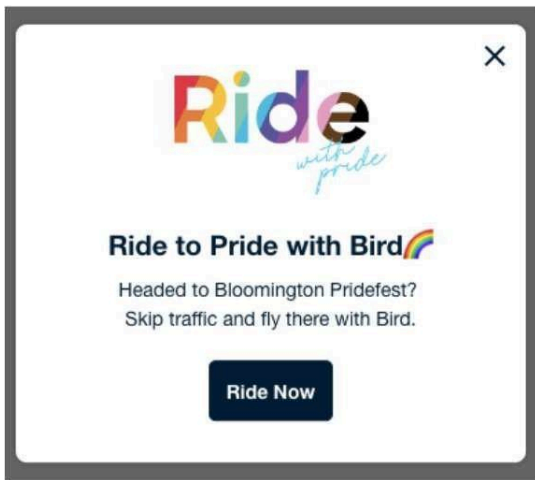 Ride
with
pride
Ride to Pride with Bird🌈
Headed to Bloomington Pridefest?
Skip traffic and fly there with Bird.
Ride Now